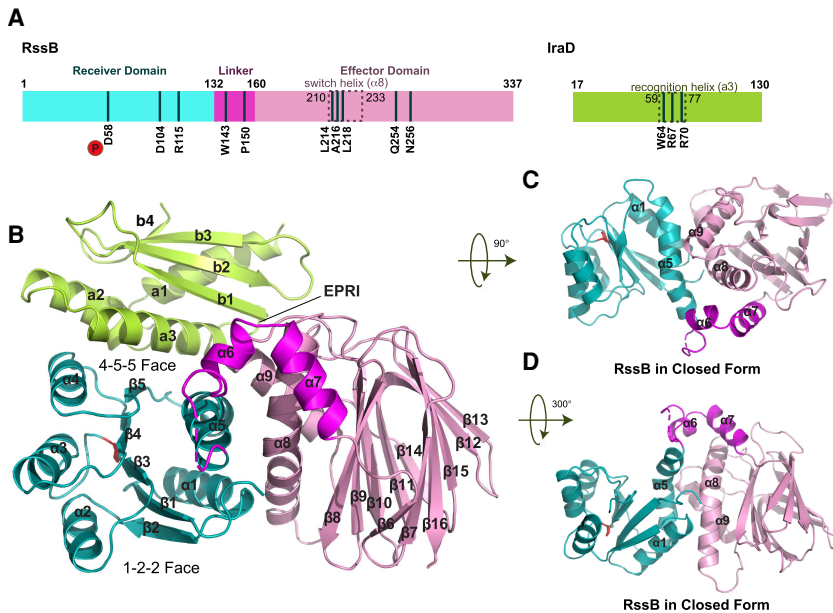 A
RssB
IraD
Receiver Domain
Linker
Effector Domain
switch helix (α8)
1
132
160
210
233
337
P
D58
D104
R115
W143
P150
L214
A216
L218
Q254
N256
17
recognition helix (a3)
130
59
77
W64
R67
R70
B
b4
b3
b2
b1
a1
a2
a3
EPRI
4-5-5 Face
α6
α7
α9
α8
α4
β5
α5
α3
β4
β3
α1
β1
α2
β2
1-2-2 Face
β13
β12
β14
β15
β11
β9
β10
β8
β6
β7
β16
90°
C
α1
α9
α5
α8
α6
α7
RssB in Closed Form
D
300°
α6
α7
α5
α8
α9
α1
RssB in Closed Form